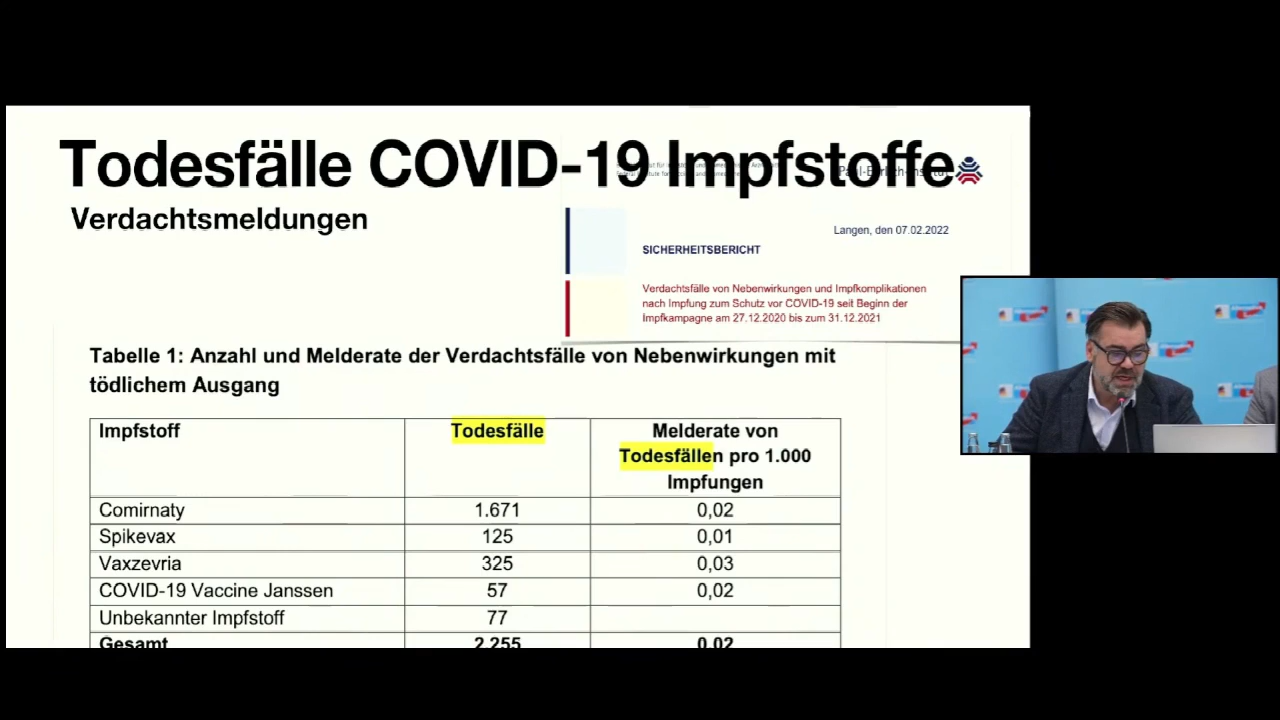 Todesfälle COVID-19 Impfstoffe
Paul-Ehrlich-Institut
Verdachtsmeldungen
Langen, den 07.02.2022
SICHERHEITSBERICHT
Verdachtsfälle von Nebenwirkungen und Impfkomplikationen
nach Impfung zum Schutz vor COVID-19 seit Beginn der
Impfkampagne am 27.12.2020 bis zum 31.12.2021
Tabelle 1: Anzahl und Melderate der Verdachtsfälle von Nebenwirkungen mit
tödlichem Ausgang
Impfstoff Todesfälle Melderate von
Todesfällen pro 1.000
Impfungen
Comirnaty 1.671 0,02
Spikevax 125 0,01
Vaxzevria 325 0,03
COVID-19 Vaccine Janssen 57 0,02
Unbekannter Impfstoff 77
Gesamt 2.255 0,02